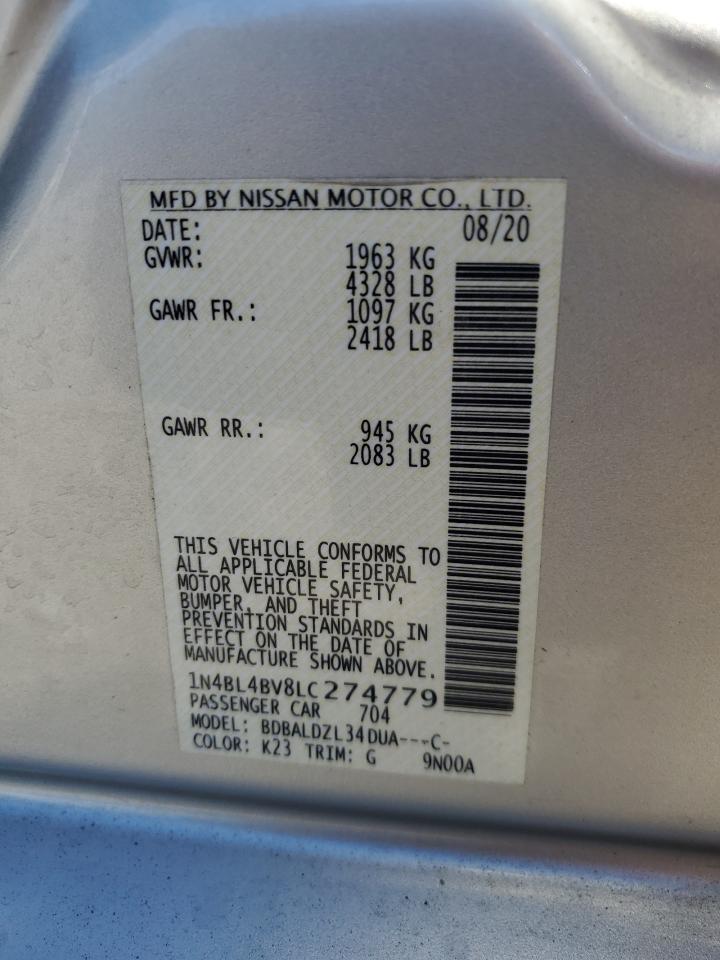 MFD BY NISSAN MOTOR CO., LTD.
DATE: 08/20
GVWR: 1963 KG
4328 LB
GAWR FR.: 1097 KG
2418 LB
GAWR RR.: 945 KG
2083 LB
THIS VEHICLE CONFORMS TO
ALL APPLICABLE FEDERAL
MOTOR VEHICLE SAFETY,
BUMPER, AND THEFT
PREVENTION STANDARDS IN
EFFECT ON THE DATE OF
MANUFACTURE SHOWN ABOVE.
1N4BL4BV8LC274779
PASSENGER CAR 704
MODEL: BDBALDZL34DUA---C-
COLOR: K23 TRIM: G 9N00A